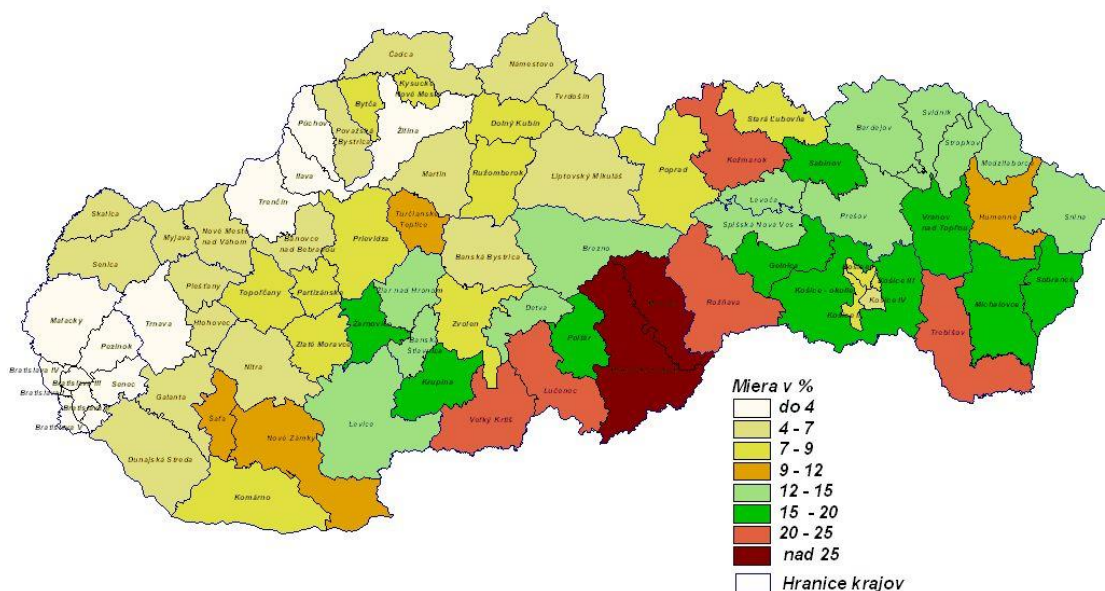 Čadca
Námestovo
Tvrdošín
Kysucké
Nové Mesto
Bytča
Púchov
Považská
Bystrica
Žilina
Dolný Kubín
Stará Ľubovňa
Svidník
Bardejov
Stropkov
Medzilaborce
Ilava
Martin
Ružomberok
Liptovský Mikuláš
Poprad
Kežmarok
Sabinov
Trenčín
Levoča
Prešov
Vranov
nad Topľou
Humenné
Snina
Skalica
Myjava
Nové Mesto
nad Váhom
Bánovce
nad Bebravou
Prievidza
Turčianske
Teplice
Spišská Nova Ves
Senica
Banská Bystrica
Brezno
Gelnica
Sobrance
Piešťany
Topoľčany
Partizánske
Žiar nad Hronom
Rožňava
Košice - okolie
Košice III
Košice IV
Michalovce
Malacky
Trnava
Hlohovec
Žarnovica
Zvolen
Detva
Poltár
Trebišov
Pezinok
Zlaté Moravce
Banská
Štiavnica
Nitra
Bratislava IV
Bratislava III
Senec
Galanta
Krupina
Lučenec
Bratislava V
Šaľa
Nové Zámky
Levice
Veľký Krtíš
Dunajská Streda
Komárno
Miera v %
do 4
4 - 7
7 - 9
9 - 12
12 - 15
15 - 20
20 - 25
nad 25
Hranice krajov